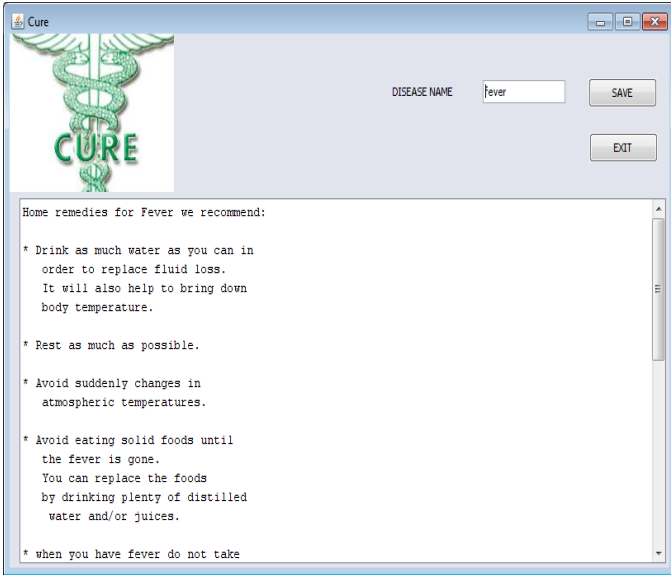 Cure
CURE
DISEASE NAME
fever
SAVE
EXIT
Home remedies for Fever we recommend:
* Drink as much water as you can in
order to replace fluid loss.
It will also help to bring down
body temperature.
* Rest as much as possible.
* Avoid suddenly changes in
atmospheric temperatures.
* Avoid eating solid foods until
the fever is gone.
You can replace the foods
by drinking plenty of distilled
water and/or juices.
* when you have fever do not take